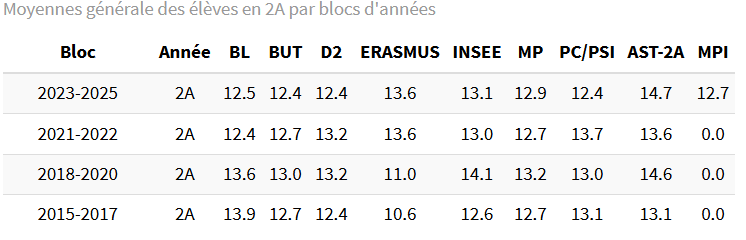 Moyennes générale des élèves en 2A par blocs d'années
Bloc Année BL BUT D2 ERASMUS INSEE MP PC/PSI AST-2A MPI
2023-2025 2A 12.5 12.4 12.4 13.6 13.1 12.9 12.4 14.7 12.7
2021-2022 2A 12.4 12.7 13.2 13.6 13.0 12.7 13.7 13.6 0.0
2018-2020 2A 13.6 13.0 13.2 11.0 14.1 13.2 13.0 14.6 0.0
2015-2017 2A 13.9 12.7 12.4 10.6 12.6 12.7 13.1 13.1 0.0